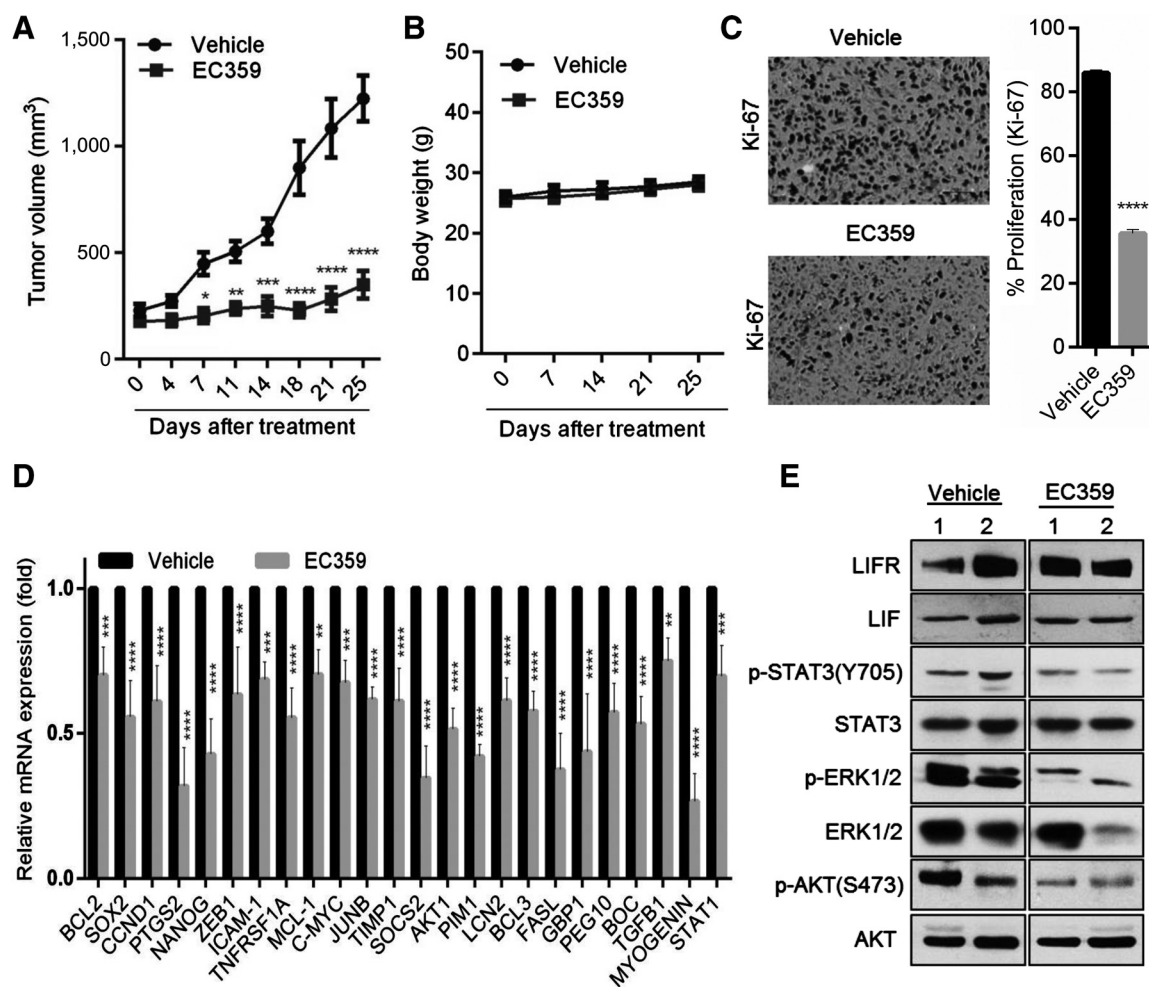 A
1,500
1,000
500
0
Tumor volume (mm³)
Vehicle
EC359
* ** *** **** **** ****
0 4 7 11 14 18 21 25
Days after treatment
B
50
40
30
20
10
0
Body weight (g)
Vehicle
EC359
0 7 14 21 25
Days after treatment
C
Vehicle
Ki-67
EC359
Ki-67
% Proliferation (Ki-67)
100
80
60
40
20
0
****
Vehicle
EC359
D
Vehicle
EC359
Relative mRNA expression (fold)
1.0
0.5
0.0
*** **** **** **** **** **** *** **** ** *** **** **** **** **** **** **** **** **** **** **** **** ** **** ***
BCL2
SOX2
CCND1
PTGS2
NANOG
ZEB1
ICAM-1
TNFRSF1A
MCL-1
C-MYC
JUNB
TIMP1
SOCS2
AKT1
PIM1
LCN2
BCL3
FASL
GBP1
PEG10
BOC
TGFB1
MYOGENIN
STAT1
E
Vehicle EC359
1 2 1 2
LIFR
LIF
p-STAT3(Y705)
STAT3
p-ERK1/2
ERK1/2
p-AKT(S473)
AKT